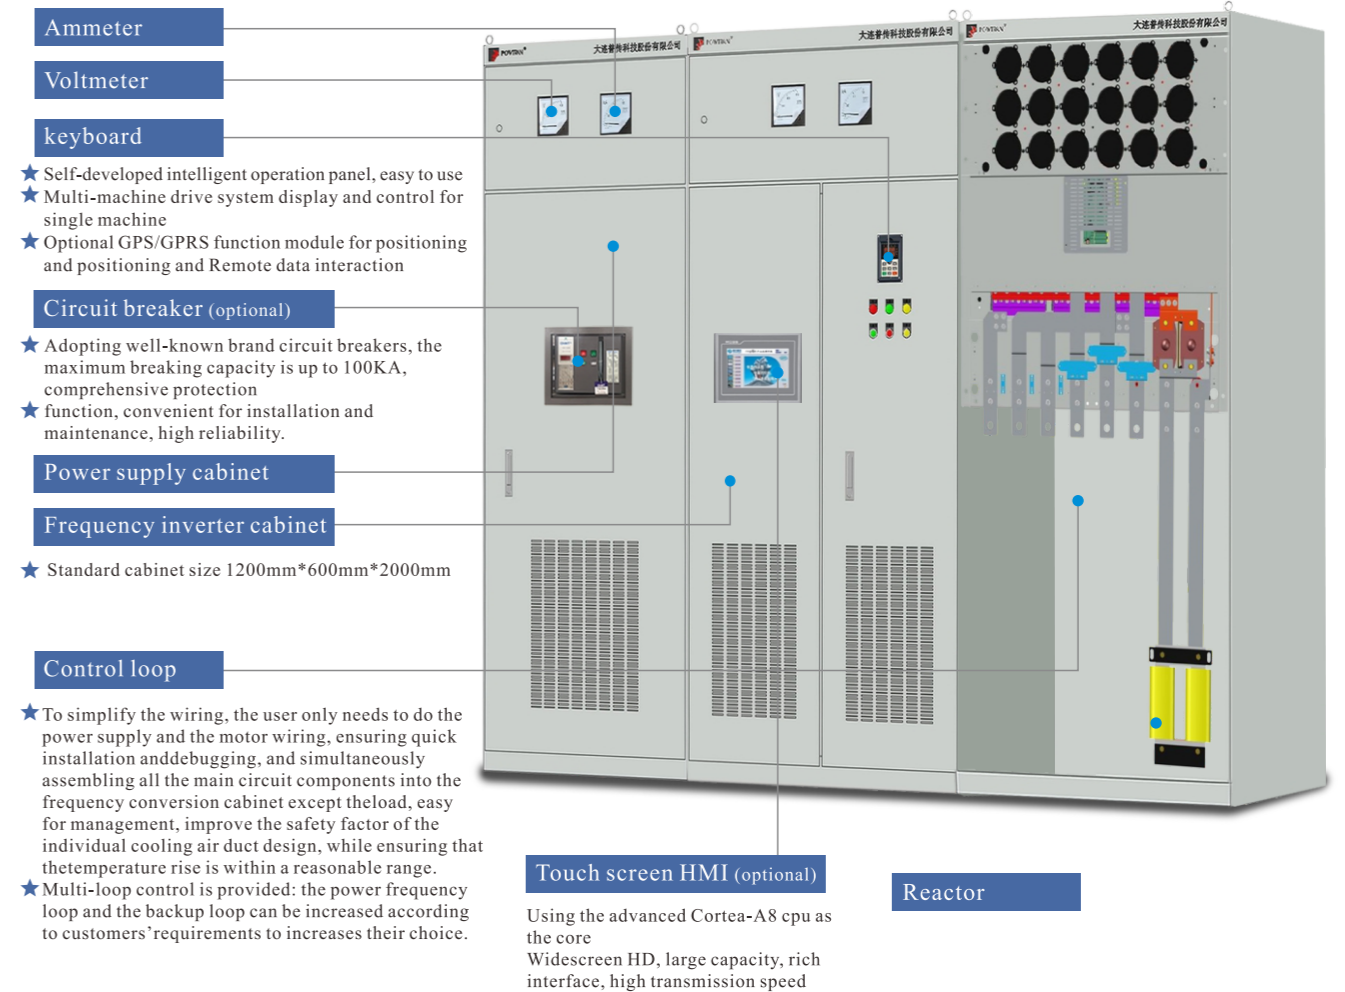 Ammeter
Voltmeter
keyboard
Self-developed intelligent operation panel, easy to use
Multi-machine drive system display and control for
single machine
Optional GPS/GPRS function module for positioning
and positioning and Remote data interaction
Circuit breaker (optional)
Adopting well-known brand circuit breakers, the
maximum breaking capacity is up to 100KA,
comprehensive protection
function, convenient for installation and
maintenance, high reliability.
Power supply cabinet
Frequency inverter cabinet
Standard cabinet size 1200mm*600mm*2000mm
Control loop
To simplify the wiring, the user only needs to do the
power supply and the motor wiring, ensuring quick
installation anddebugging, and simultaneously
assembling all the main circuit components into the
frequency conversion cabinet except theload, easy
for management, improve the safety factor of the
individual cooling air duct design, while ensuring that
thetemperature rise is within a reasonable range.
Multi-loop control is provided: the power frequency
loop and the backup loop can be increased according
to customers’requirements to increases their choice.
POWTRAN®
大连普传科技股份有限公司
POWTRAN®
大连普传科技股份有限公司
POWTRAN®
大连普传科技股份有限公司
Touch screen HMI (optional)
Using the advanced Cortea-A8 cpu as
the core
Widescreen HD, large capacity, rich
interface, high transmission speed
Reactor